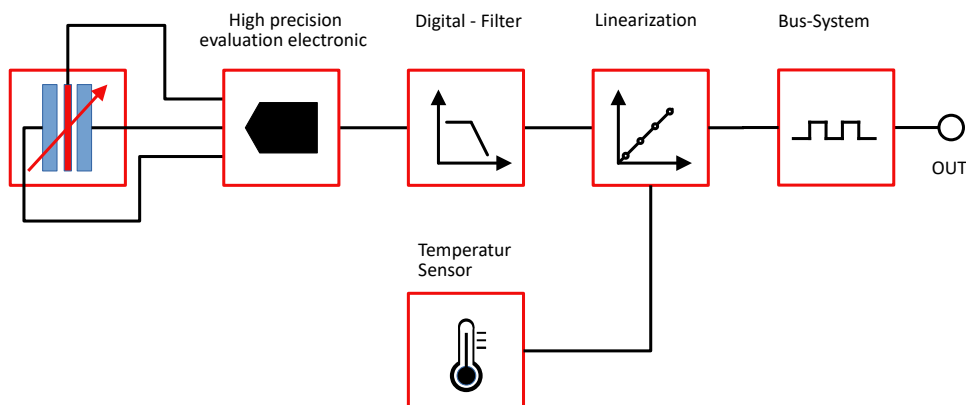 High precision
evaluation electronic
Digital - Filter
Linearization
Bus-System
OUT
Temperatur
Sensor